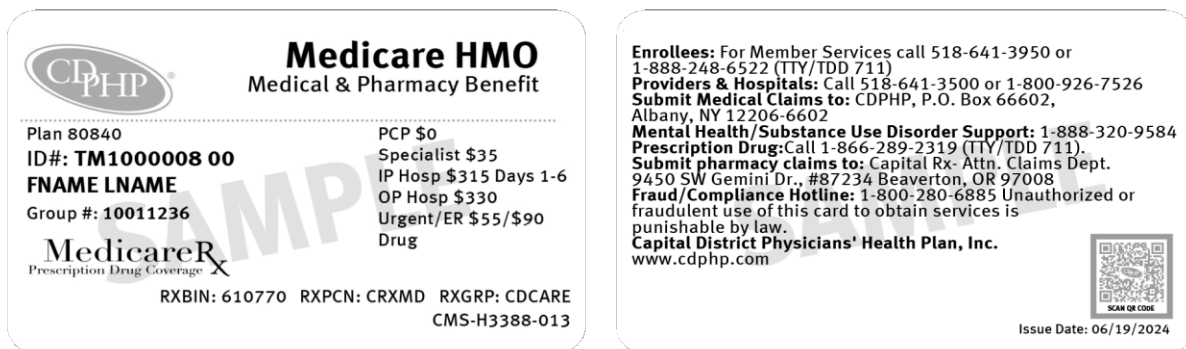 CDPHP®
Medicare HMO
Medical & Pharmacy Benefit
Plan 80840
ID#: TM1000008 00
FNAME LNAME
Group #: 10011236
PCP $0
Specialist $35
IP Hosp $315 Days 1-6
OP Hosp $330
Urgent/ER $55/$90
Drug
MedicareRx
Prescription Drug Coverage
RXBIN: 610770 RXPCN: CRXMD RXGRP: CDCARE
CMS-H3388-013
SAMPLE
Enrollees: For Member Services call 518-641-3950 or
1-888-248-6522 (TTY/TDD 711)
Providers & Hospitals: Call 518-641-3500 or 1-800-926-7526
Submit Medical Claims to: CDPHP, P.O. Box 66602,
Albany, NY 12206-6602
Mental Health/Substance Use Disorder Support: 1-888-320-9584
Prescription Drug:Call 1-866-289-2319 (TTY/TDD 711).
Submit pharmacy claims to: Capital Rx- Attn. Claims Dept.
9450 SW Gemini Dr., #87234 Beaverton, OR 97008
Fraud/Compliance Hotline: 1-800-280-6885 Unauthorized or
fraudulent use of this card to obtain services is
punishable by law.
Capital District Physicians' Health Plan, Inc.
www.cdphp.com
SAMPLE
CDPHP
SCAN QR CODE
Issue Date: 06/19/2024